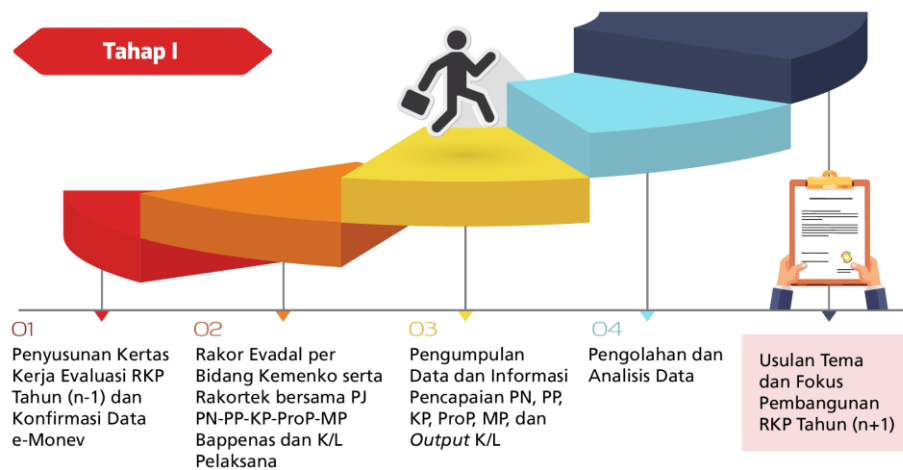 Tahap I
01
Penyusunan Kertas
Kerja Evaluasi RKP
Tahun (n-1) dan
Konfirmasi Data
e-Monev
02
Rakor Evadal per
Bidang Kemenko serta
Rakortek bersama PJ
PN-PP-KP-ProP-MP
Bappenas dan K/L
Pelaksana
03
Pengumpulan
Data dan Informasi
Pencapaian PN, PP,
KP, ProP, MP, dan
Output K/L
04
Pengolahan dan
Analisis Data
Usulan Tema
dan Fokus
Pembangunan
RKP Tahun (n+1)